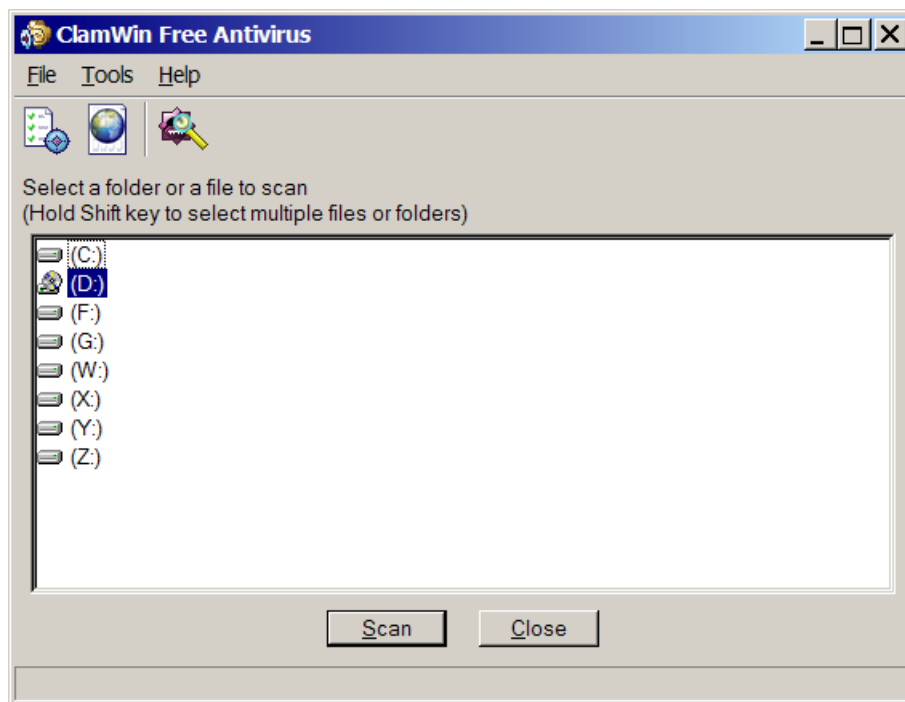 ClamWin Free Antivirus
File Tools Help
Select a folder or a file to scan
(Hold Shift key to select multiple files or folders)
(C:)
(D:)
(F:)
(G:)
(W:)
(X:)
(Y:)
(Z:)
Scan Close